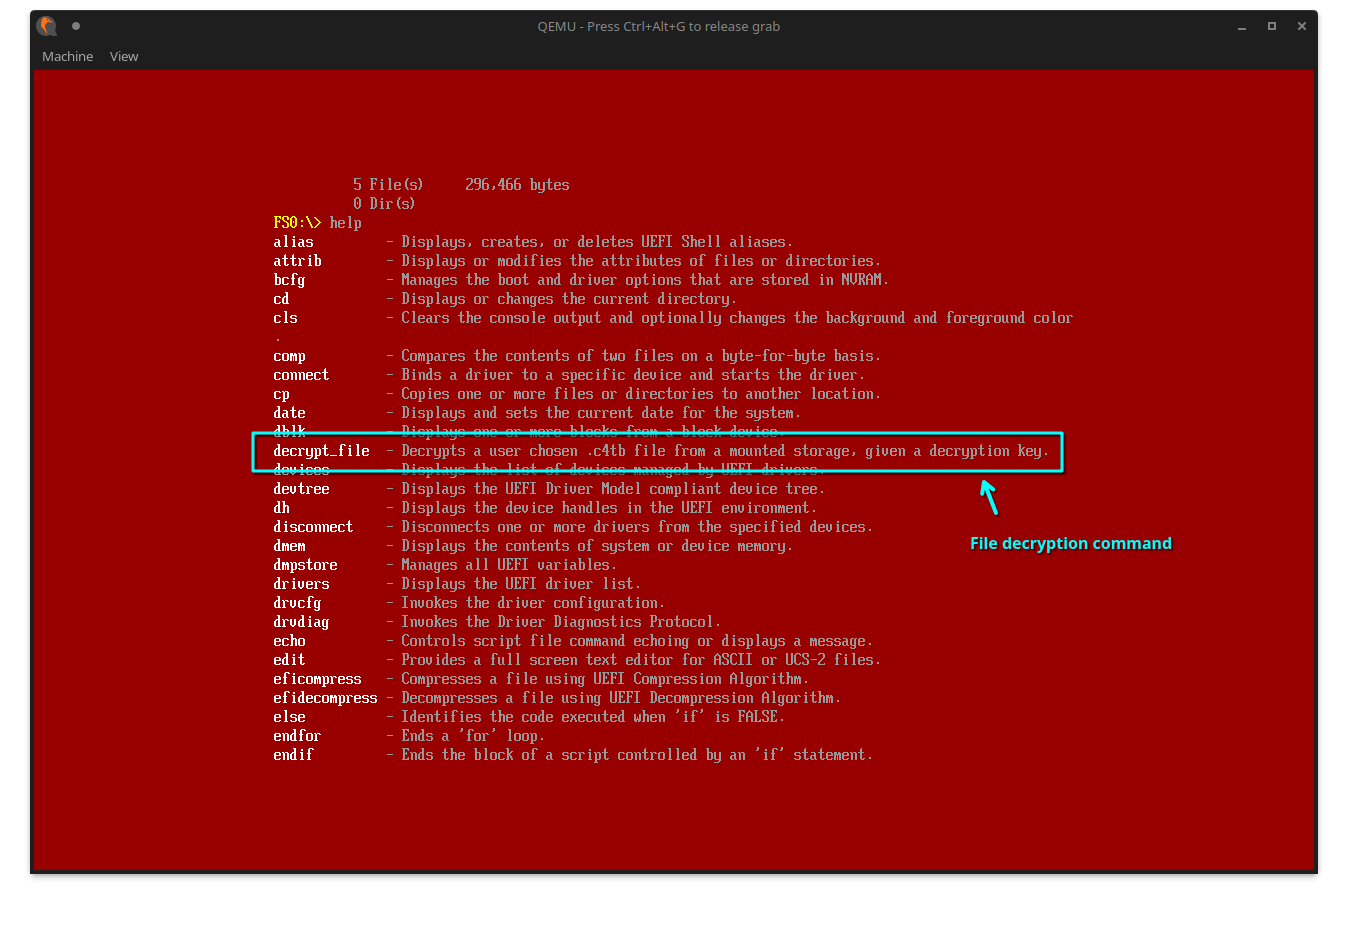 QEMU - Press Ctrl+Alt+G to release grab
Machine View
5 File(s) 296,466 bytes
0 Dir(s)
FS0:\> help
alias - Displays, creates, or deletes UEFI Shell aliases.
attrib - Displays or modifies the attributes of files or directories.
bcfg - Manages the boot and driver options that are stored in NVRAM.
cd - Displays or changes the current directory.
cls - Clears the console output and optionally changes the background and foreground color
.
comp - Compares the contents of two files on a byte-for-byte basis.
connect - Binds a driver to a specific device and starts the driver.
cp - Copies one or more files or directories to another location.
date - Displays and sets the current date for the system.
dblk - Displays one or more blocks from a block device.
decrypt_file - Decrypts a user chosen .c4tb file from a mounted storage, given a decryption key.
devices - Displays the list of devices managed by UEFI drivers.
devtree - Displays the UEFI Driver Model compliant device tree.
dh - Displays the device handles in the UEFI environment.
disconnect - Disconnects one or more drivers from the specified devices.
File decryption command
dmem - Displays the contents of system or device memory.
dmpstore - Manages all UEFI variables.
drivers - Displays the UEFI driver list.
drvcfg - Invokes the driver configuration.
drvdiag - Invokes the Driver Diagnostics Protocol.
echo - Controls script file command echoing or displays a message.
edit - Provides a full screen text editor for ASCII or UCS-2 files.
eficompress - Compresses a file using UEFI Compression Algorithm.
efidecompress - Decompresses a file using UEFI Decompression Algorithm.
else - Identifies the code executed when 'if' is FALSE.
endfor - Ends a 'for' loop.
endif - Ends the block of a script controlled by an 'if' statement.